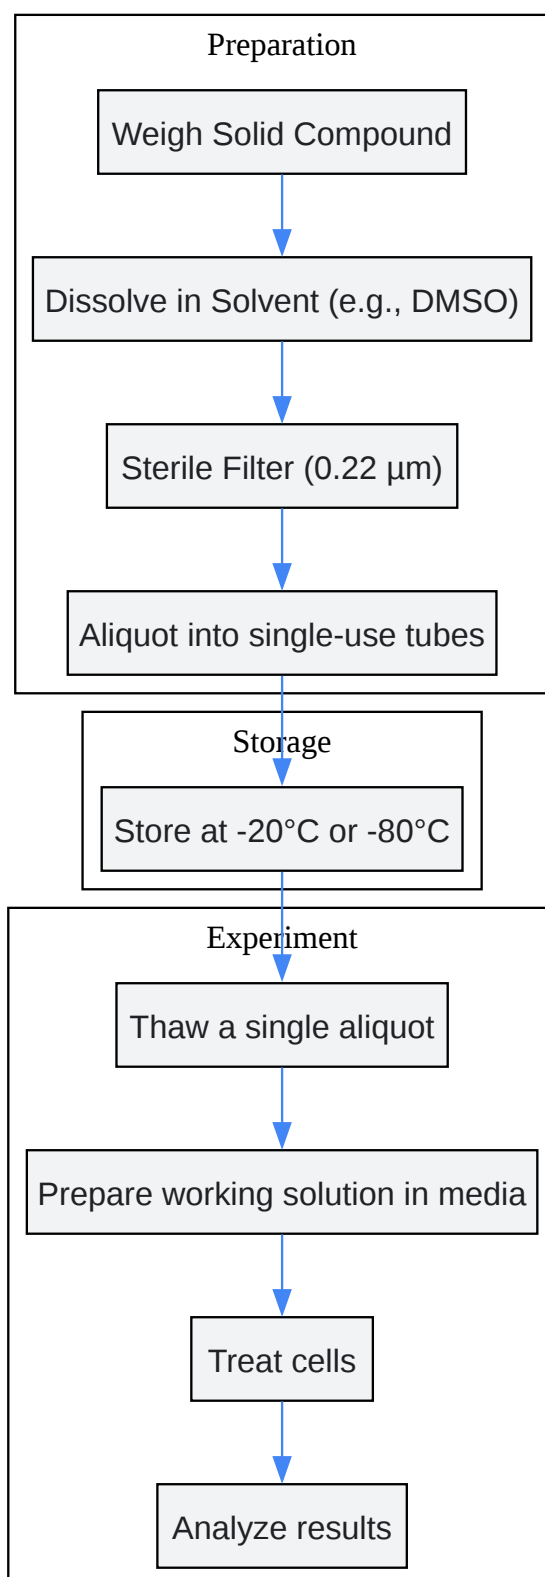 Preparation
Weigh Solid Compound
Dissolve in Solvent (e.g., DMSO)
Sterile Filter (0.22 µm)
Aliquot into single-use tubes
Storage
Store at -20°C or -80°C
Experiment
Thaw a single aliquot
Prepare working solution in media
Treat cells
Analyze results